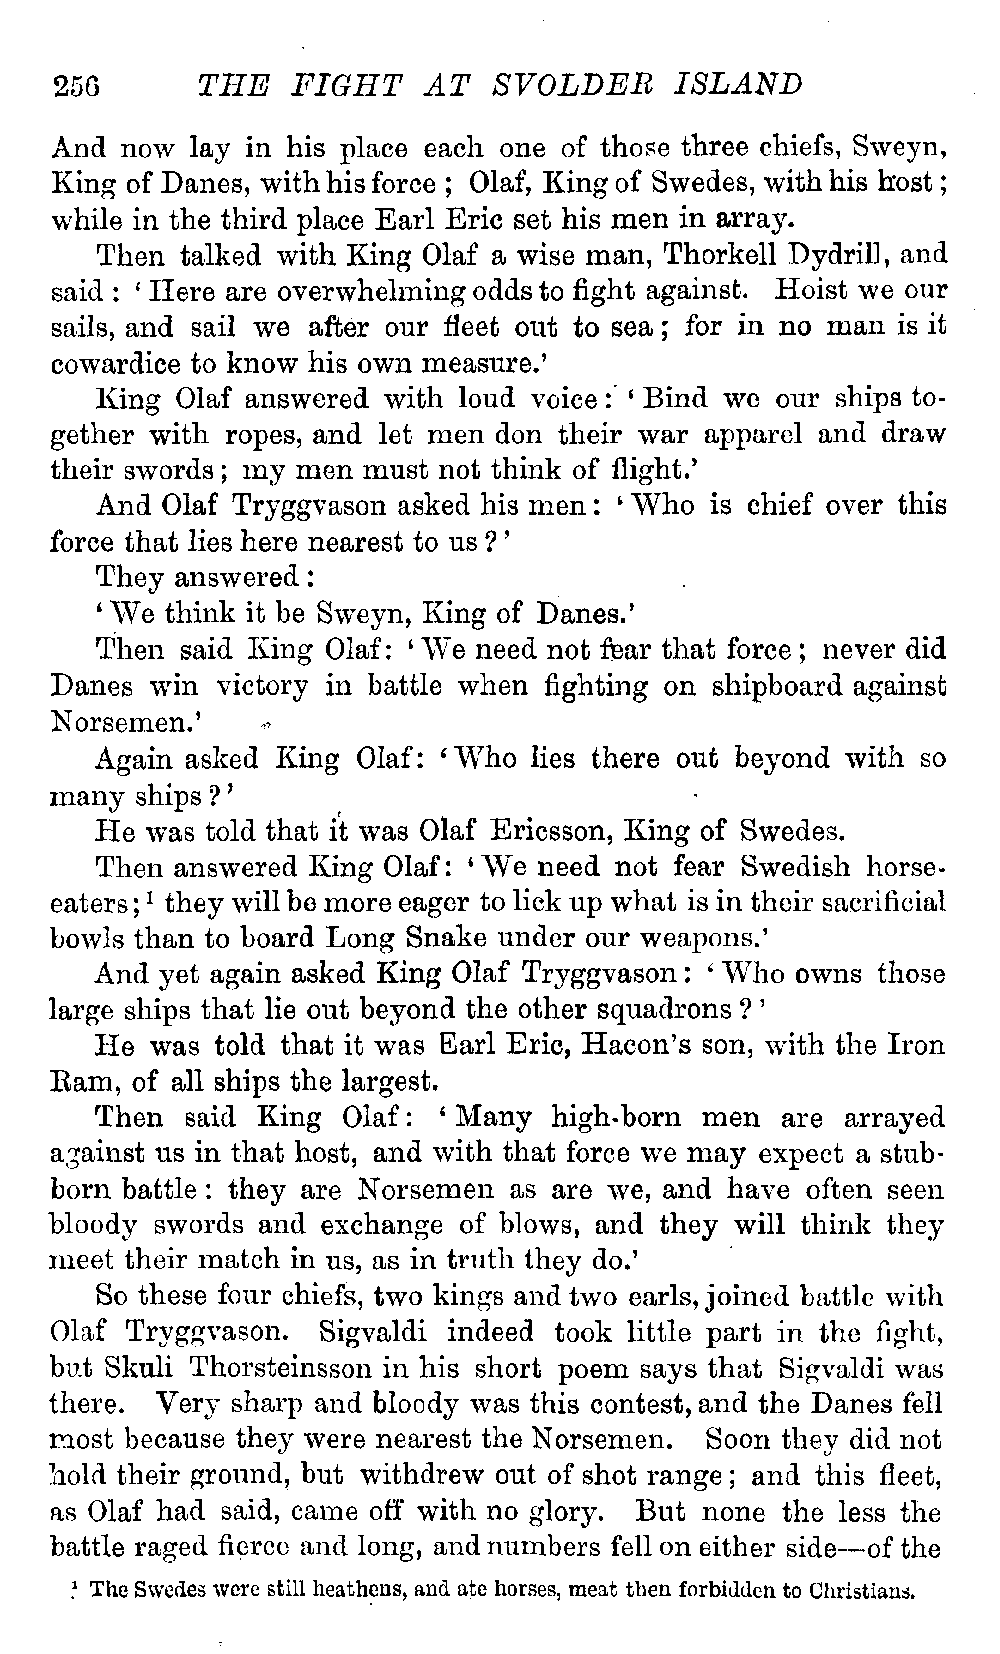 256 THE FIGHT AT SVOLDER ISLAND
And now lay in his place each one of those three chiefs, Sweyn,
King of Danes, with his force ; Olaf, King of Swedes, with his host ;
while in the third place Earl Eric set his men in array.
Then talked with King Olaf a wise man, Thorkell Dydrill, and
said : ‘ Here are overwhelming odds to fight against. Hoist we our
sails, and sail we after our fleet out to sea ; for in no man is it
cowardice to know his own measure.’
King Olaf answered with loud voice : ‘ Bind we our ships to-
gether with ropes, and let men don their war apparel and draw
their swords ; my men must not think of flight.’
And Olaf Tryggvason asked his men : ‘ Who is chief over this
force that lies here nearest to us ? ’
They answered :
‘ We think it be Sweyn, King of Danes.’
Then said King Olaf : ‘ We need not fear that force ; never did
Danes win victory in battle when fighting on shipboard against
Norsemen.’
Again asked King Olaf : ‘ Who lies there out beyond with so
many ships ? ’
He was told that it was Olaf Ericsson, King of Swedes.
Then answered King Olaf : ‘ We need not fear Swedish horse-
eaters ; ¹ they will be more eager to lick up what is in their sacrificial
bowls than to board Long Snake under our weapons.’
And yet again asked King Olaf Tryggvason : ‘ Who owns those
large ships that lie out beyond the other squadrons ? ’
He was told that it was Earl Eric, Hacon’s son, with the Iron
Ram, of all ships the largest.
Then said King Olaf : ‘ Many high-born men are arrayed
against us in that host, and with that force we may expect a stub-
born battle : they are Norsemen as are we, and have often seen
bloody swords and exchange of blows, and they will think they
meet their match in us, as in truth they do.’
So these four chiefs, two kings and two earls, joined battle with
Olaf Tryggvason. Sigvaldi indeed took little part in the fight,
but Skuli Thorsteinsson in his short poem says that Sigvaldi was
there. Very sharp and bloody was this contest, and the Danes fell
most because they were nearest the Norsemen. Soon they did not
hold their ground, but withdrew out of shot range ; and this fleet,
as Olaf had said, came off with no glory. But none the less the
battle raged fierce and long, and numbers fell on either side—of the
¹ The Swedes were still heathens, and ate horses, meat then forbidden to Christians.